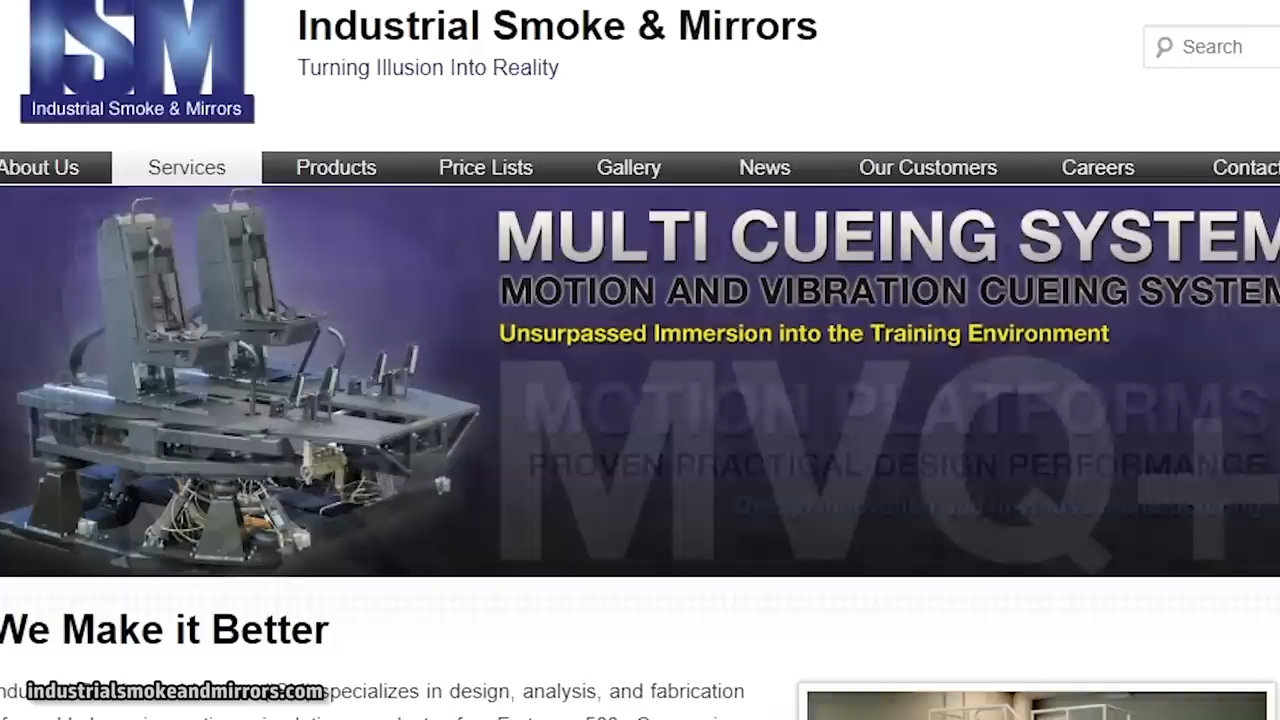 ISM
Industrial Smoke & Mirrors
Industrial Smoke & Mirrors
Turning Illusion Into Reality
Search
About Us
Services
Products
Price Lists
Gallery
News
Our Customers
Careers
Contact
MULTI CUEING SYSTEM
MOTION AND VIBRATION CUEING SYSTEM
Unsurpassed Immersion into the Training Environment
MVQ+
MOTION PLATFORMS
PROVEN PRACTICAL DESIGN PERFORMANCE
We Make it Better
specializes in design, analysis, and fabrication
industrialsmokeandmirrors.com